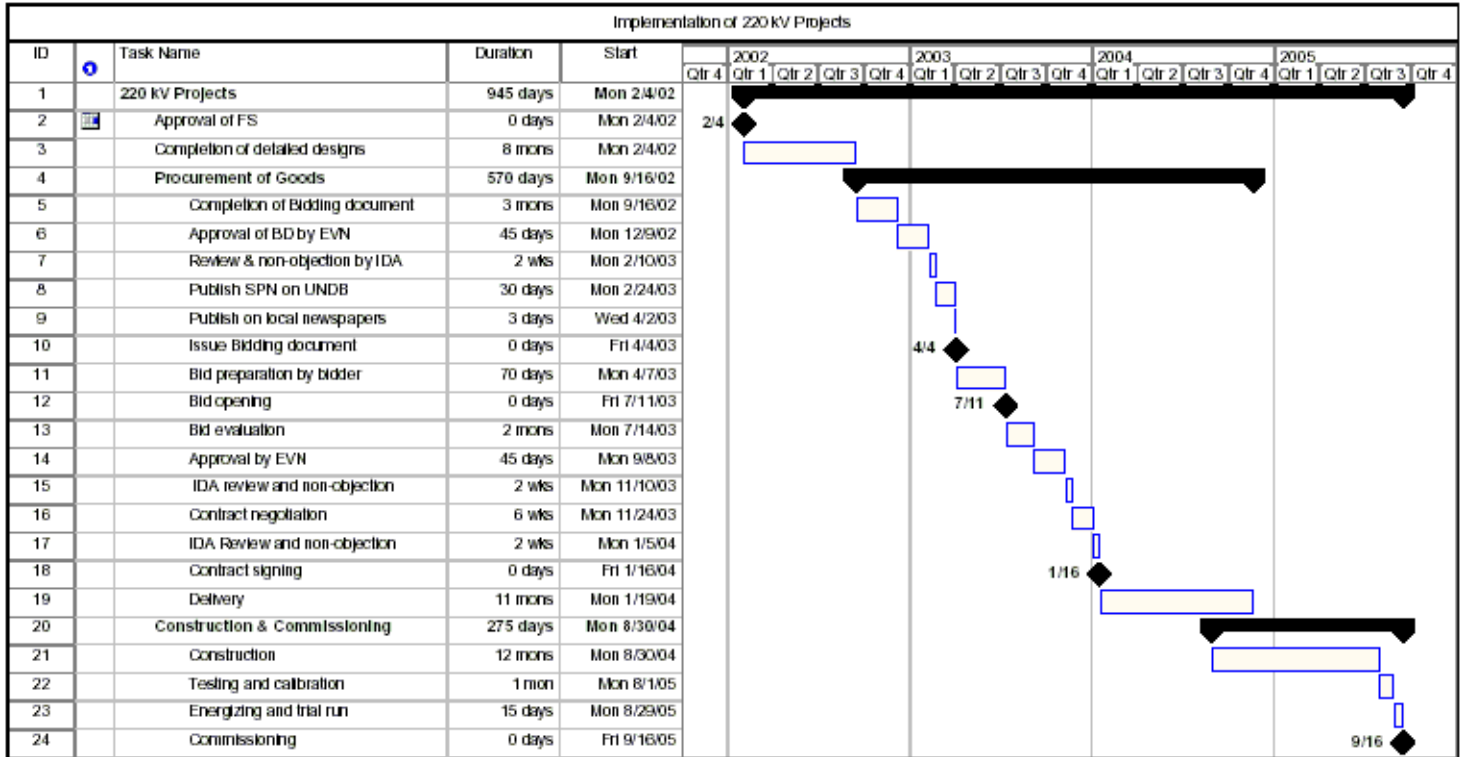 Implementation of 220 kV Projects
ID Task Name Duration Start 2002 2003 2004 2005
Qtr 4 Qtr 1 Qtr 2 Qtr 3 Qtr 4 Qtr 1 Qtr 2 Qtr 3 Qtr 4 Qtr 1 Qtr 2 Qtr 3 Qtr 4 Qtr 1 Qtr 2 Qtr 3 Qtr 4
1 220 kV Projects 945 days Mon 2/4/02
2 Approval of FS 0 days Mon 2/4/02 2/4
3 Completion of detailed designs 8 mons Mon 2/4/02
4 Procurement of Goods 570 days Mon 9/16/02
5 Completion of Bidding document 3 mons Mon 9/16/02
6 Approval of BD by EVN 45 days Mon 12/9/02
7 Review & non-objection by IDA 2 wks Mon 2/10/03
8 Publish SPN on UNDB 30 days Mon 2/24/03
9 Publish on local newspapers 3 days Wed 4/2/03
10 Issue Bidding document 0 days Fri 4/4/03 4/4
11 Bid preparation by bidder 70 days Mon 4/7/03
12 Bid opening 0 days Fri 7/11/03 7/11
13 Bid evaluation 2 mons Mon 7/14/03
14 Approval by EVN 45 days Mon 9/8/03
15 IDA review and non-objection 2 wks Mon 11/10/03
16 Contract negotiation 6 wks Mon 11/24/03
17 IDA Review and non-objection 2 wks Mon 1/5/04
18 Contract signing 0 days Fri 1/16/04 1/16
19 Delivery 11 mons Mon 1/19/04
20 Construction & Commissioning 275 days Mon 8/30/04
21 Construction 12 mons Mon 8/30/04
22 Testing and calibration 1 mon Mon 8/1/05
23 Energizing and trial run 15 days Mon 8/29/05
24 Commissioning 0 days Fri 9/16/05 9/16